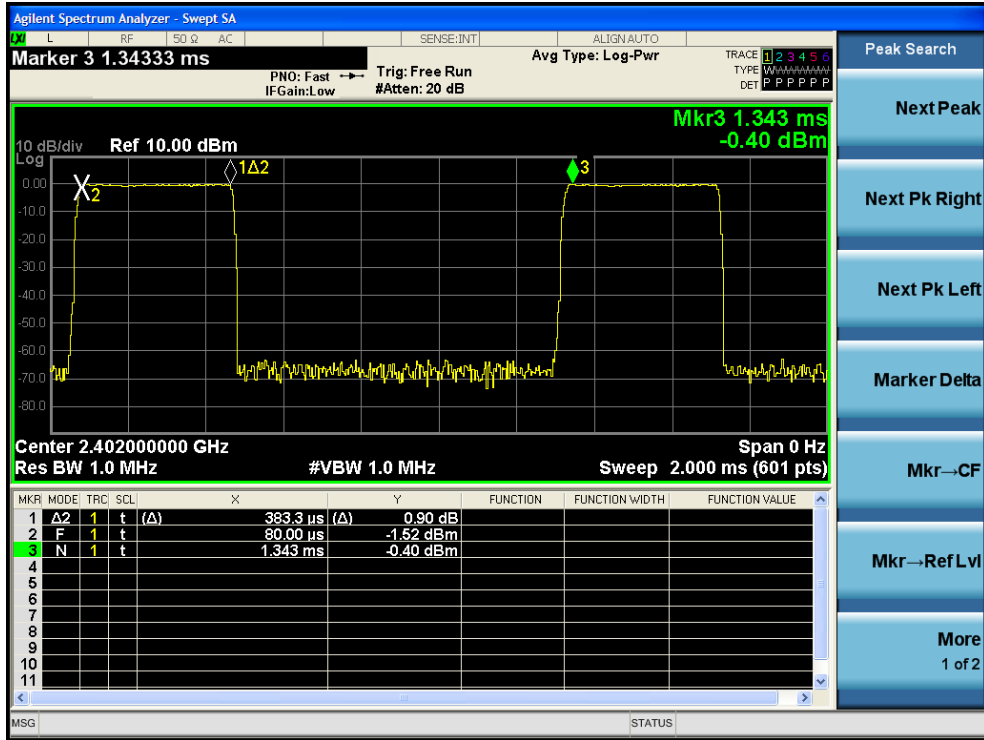 Agilent Spectrum Analyzer - Swept SA
LXI L RF 50 Ω AC SENSE:INT ALIGN AUTO
Marker 3 1.34333 ms
PNO: Fast
IFGain:Low
Trig: Free Run
#Atten: 20 dB
Avg Type: Log-Pwr
TRACE 1 2 3 4 5 6
TYPE WWWWWW
DET P P P P P P
Mkr3 1.343 ms
-0.40 dBm
10 dB/div Ref 10.00 dBm
Log
1Δ2
3
2
0.00
-10.0
-20.0
-30.0
-40.0
-50.0
-60.0
-70.0
-80.0
Center 2.402000000 GHz Span 0 Hz
Res BW 1.0 MHz #VBW 1.0 MHz Sweep 2.000 ms (601 pts)
MKR MODE TRC SCL X Y FUNCTION FUNCTION WIDTH FUNCTION VALUE
1 Δ2 1 t (Δ) 383.3 µs (Δ) 0.90 dB
2 F 1 t 80.00 µs -1.52 dBm
3 N 1 t 1.343 ms -0.40 dBm
4
5
6
7
8
9
10
11
MSG STATUS
Peak Search
Next Peak
Next Pk Right
Next Pk Left
Marker Delta
Mkr→CF
Mkr→Ref Lvl
More
1 of 2